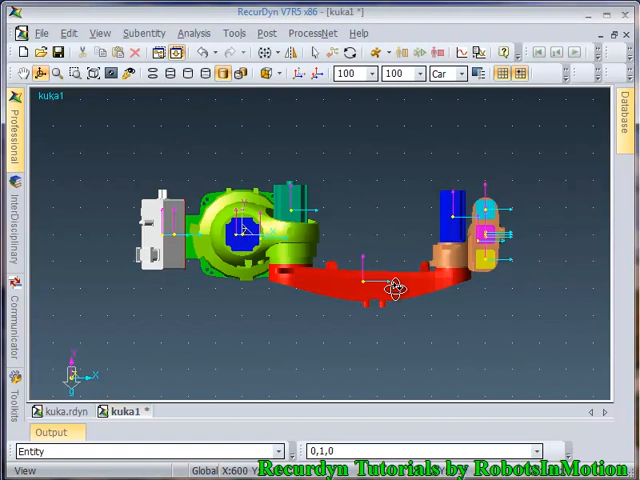 RecurDyn V7R5 x86 - [kuka1 *]
File Edit View Subentity Analysis Tools Post ProcessNet Help
100 100 Car
kuka1
Professional
InterDisciplinary
Communicator
Toolkits
Database
X
g
X
kuka.rdyn kuka1 *
Output
Entity 0,1,0
View Global X:600
Recurdyn Tutorials by RobotsInMotion